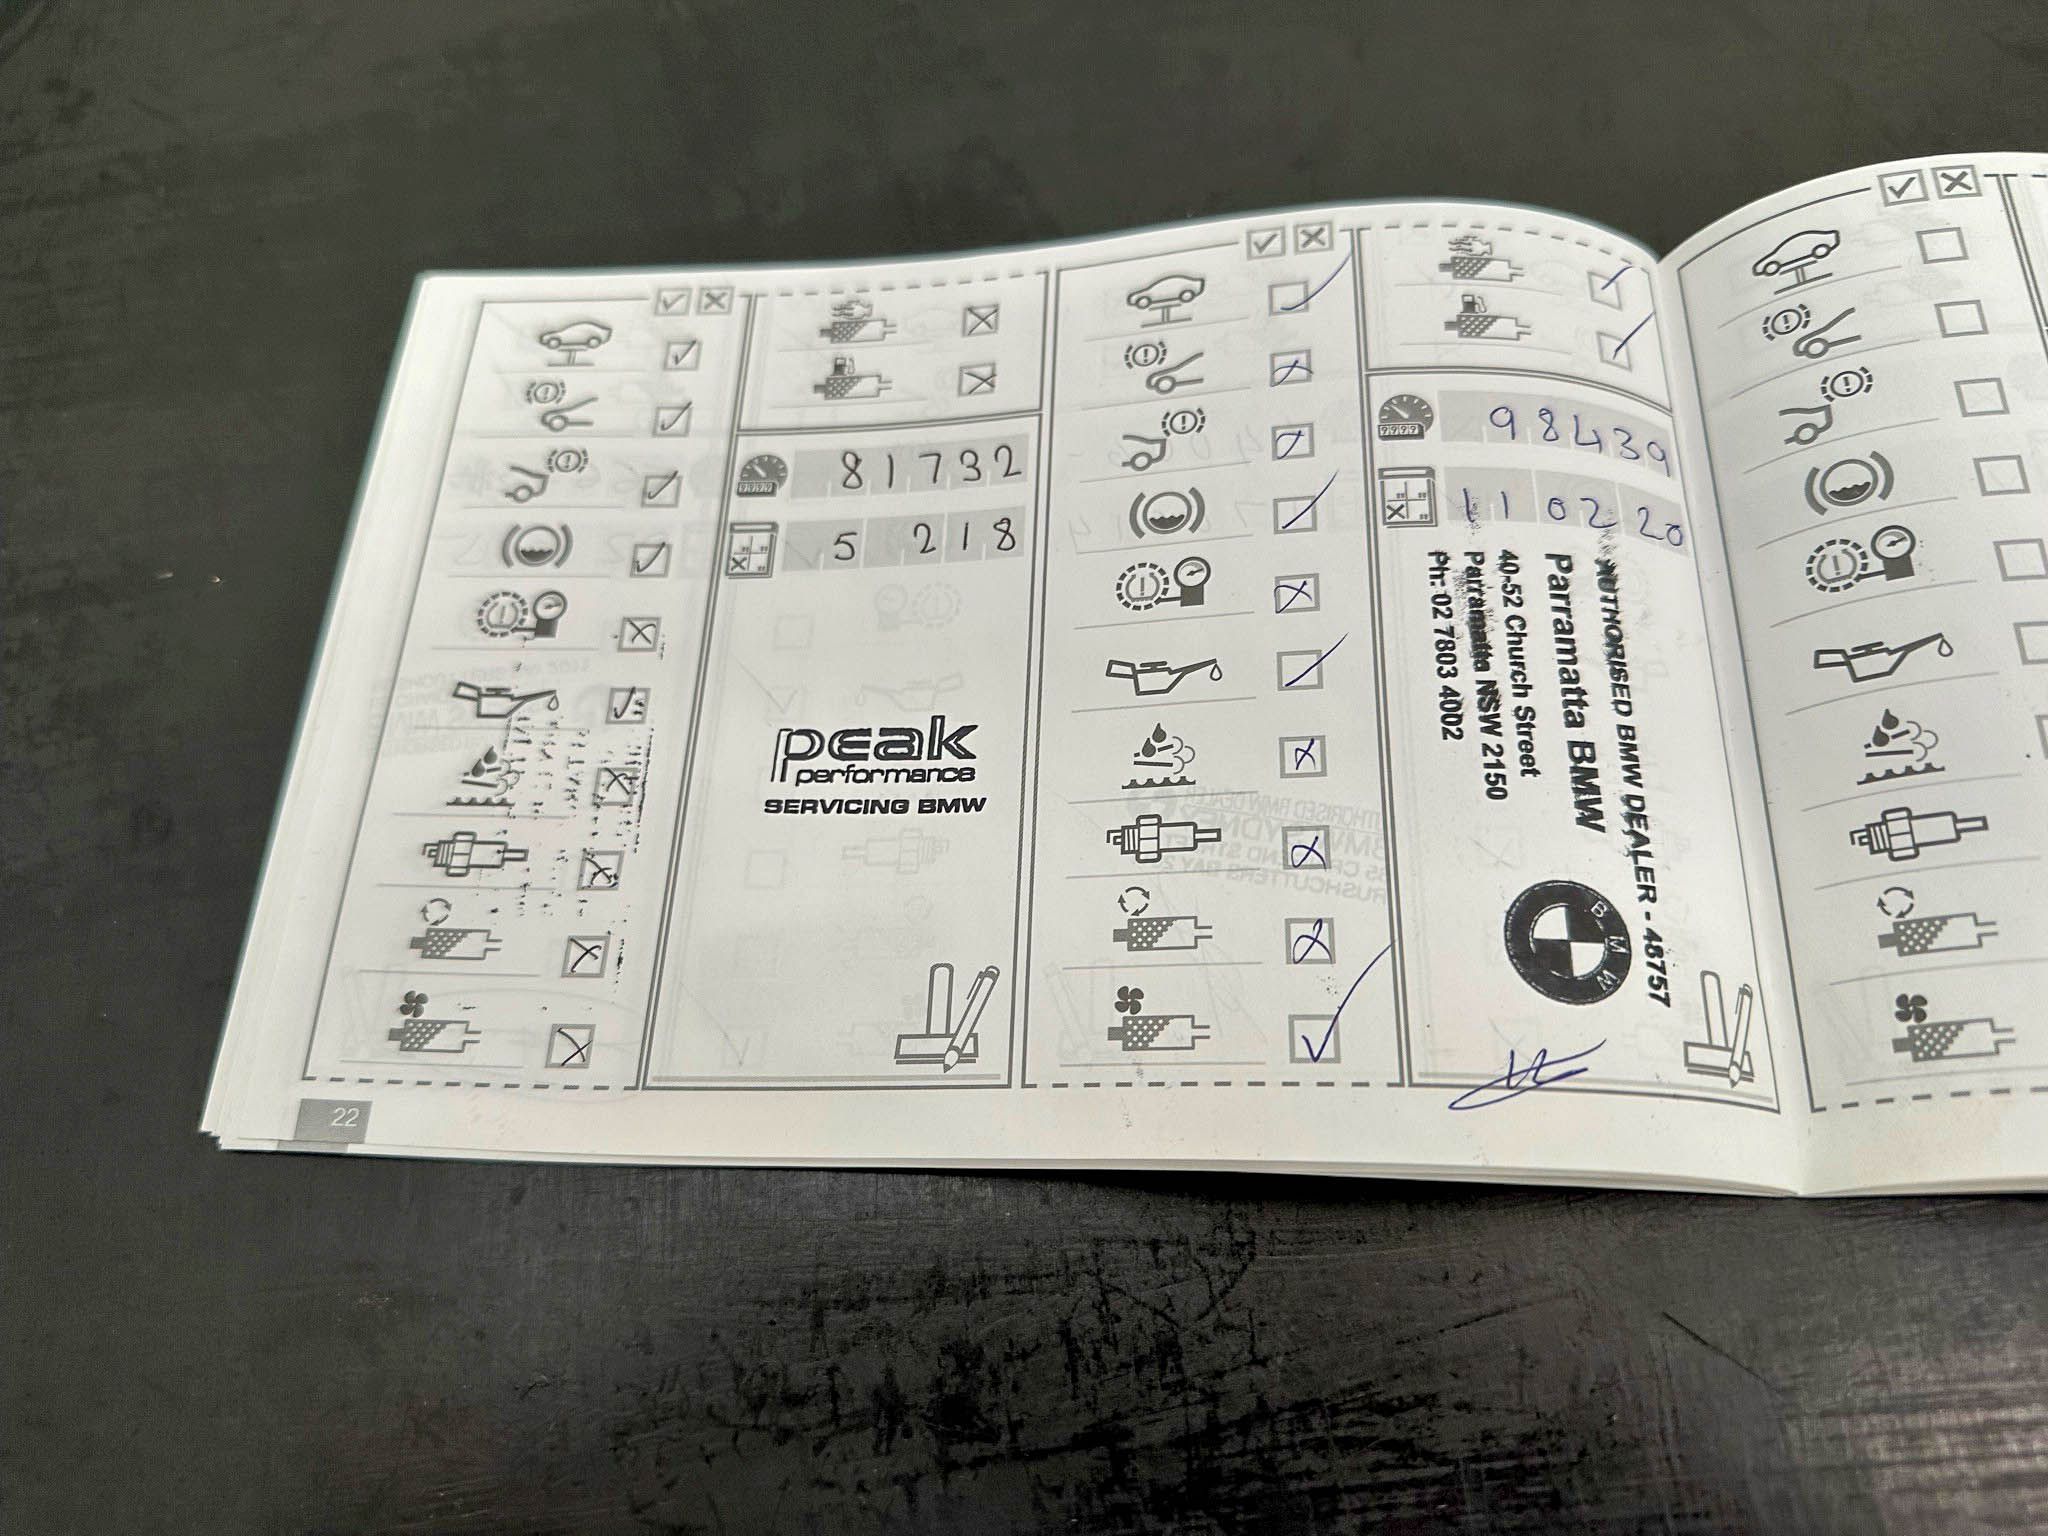 81732
5 218
peak
performance
SERVICING BMW
98439
11 02 20
AUTHORISED BMW DEALER - 48757
Parramatta BMW
40-52 Church Street
Parramatta NSW 2150
Ph: 02 7803 4002
BMW
22